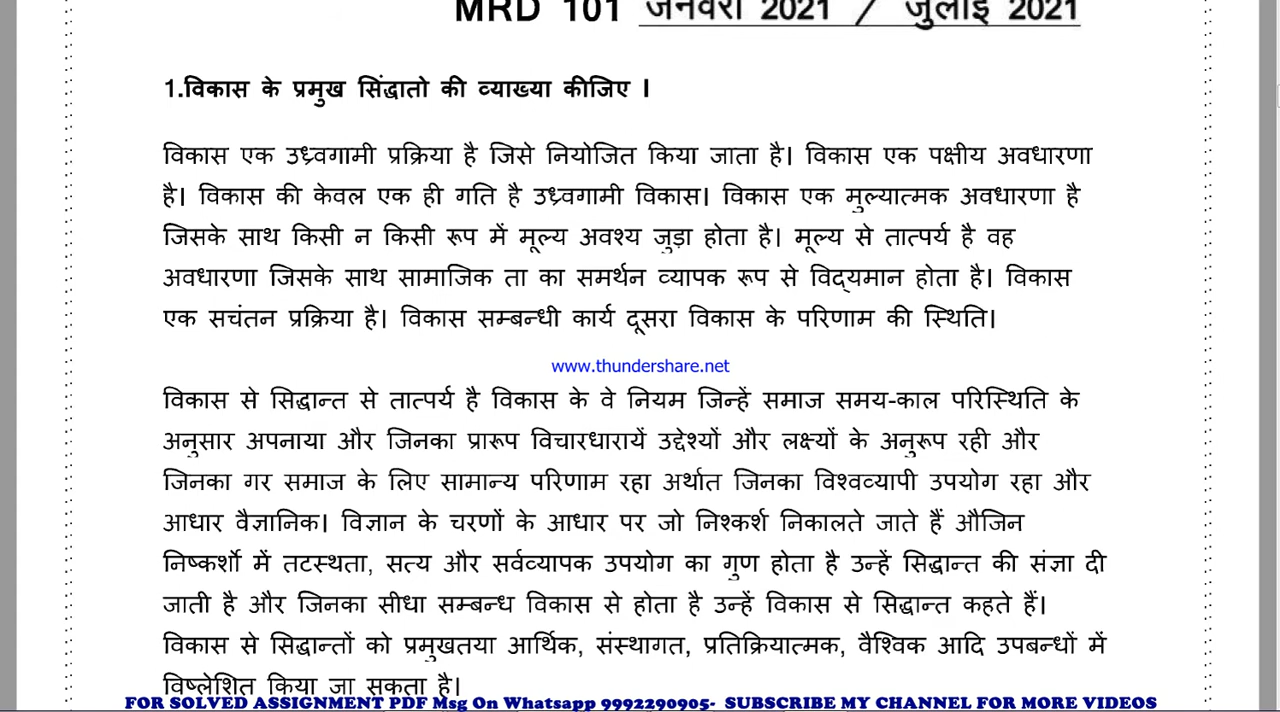 MRD 101 जनवरी 2021 / जुलाई 2021
1.विकास के प्रमुख सिंद्धातो की व्याख्या कीजिए ।
विकास एक उध्र्वगामी प्रक्रिया है जिसे नियोजित किया जाता है। विकास एक पक्षीय अवधारणा
है। विकास की केवल एक ही गति है उध्र्वगामी विकास। विकास एक मुल्यात्मक अवधारणा है
जिसके साथ किसी न किसी रूप में मूल्य अवश्य जुड़ा होता है। मूल्य से तात्पर्य है वह
अवधारणा जिसके साथ सामाजिक ता का समर्थन व्यापक रूप से विद्यमान होता है। विकास
एक सचंतन प्रक्रिया है। विकास सम्बन्धी कार्य दूसरा विकास के परिणाम की स्थिति।
www.thundershare.net
विकास से सिद्धान्त से तात्पर्य है विकास के वे नियम जिन्हें समाज समय-काल परिस्थिति के
अनुसार अपनाया और जिनका प्रारूप विचारधारायें उद्देश्यों और लक्ष्यों के अनुरूप रही और
जिनका गर समाज के लिए सामान्य परिणाम रहा अर्थात जिनका विश्वव्यापी उपयोग रहा और
आधार वैज्ञानिक। विज्ञान के चरणों के आधार पर जो निश्कर्श निकालते जाते हैं औजिन
निष्कर्शो में तटस्थता, सत्य और सर्वव्यापक उपयोग का गुण होता है उन्हें सिद्धान्त की संज्ञा दी
जाती है और जिनका सीधा सम्बन्ध विकास से होता है उन्हें विकास से सिद्धान्त कहते हैं।
विकास से सिद्धान्तों को प्रमुखतया आर्थिक, संस्थागत, प्रतिक्रियात्मक, वैश्विक आदि उपबन्धों में
विष्लेशित किया जा सकता है।
FOR SOLVED ASSIGNMENT PDF Msg On Whatsapp 9992290905- SUBSCRIBE MY CHANNEL FOR MORE VIDEOS